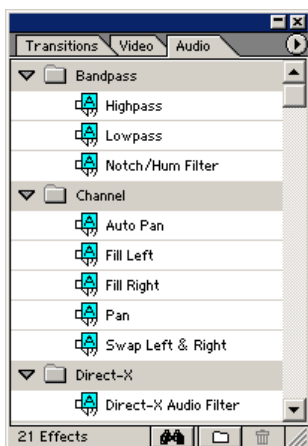 Transitions Video Audio
Bandpass
Highpass
Lowpass
Notch/Hum Filter
Channel
Auto Pan
Fill Left
Fill Right
Pan
Swap Left & Right
Direct-X
Direct-X Audio Filter
21 Effects